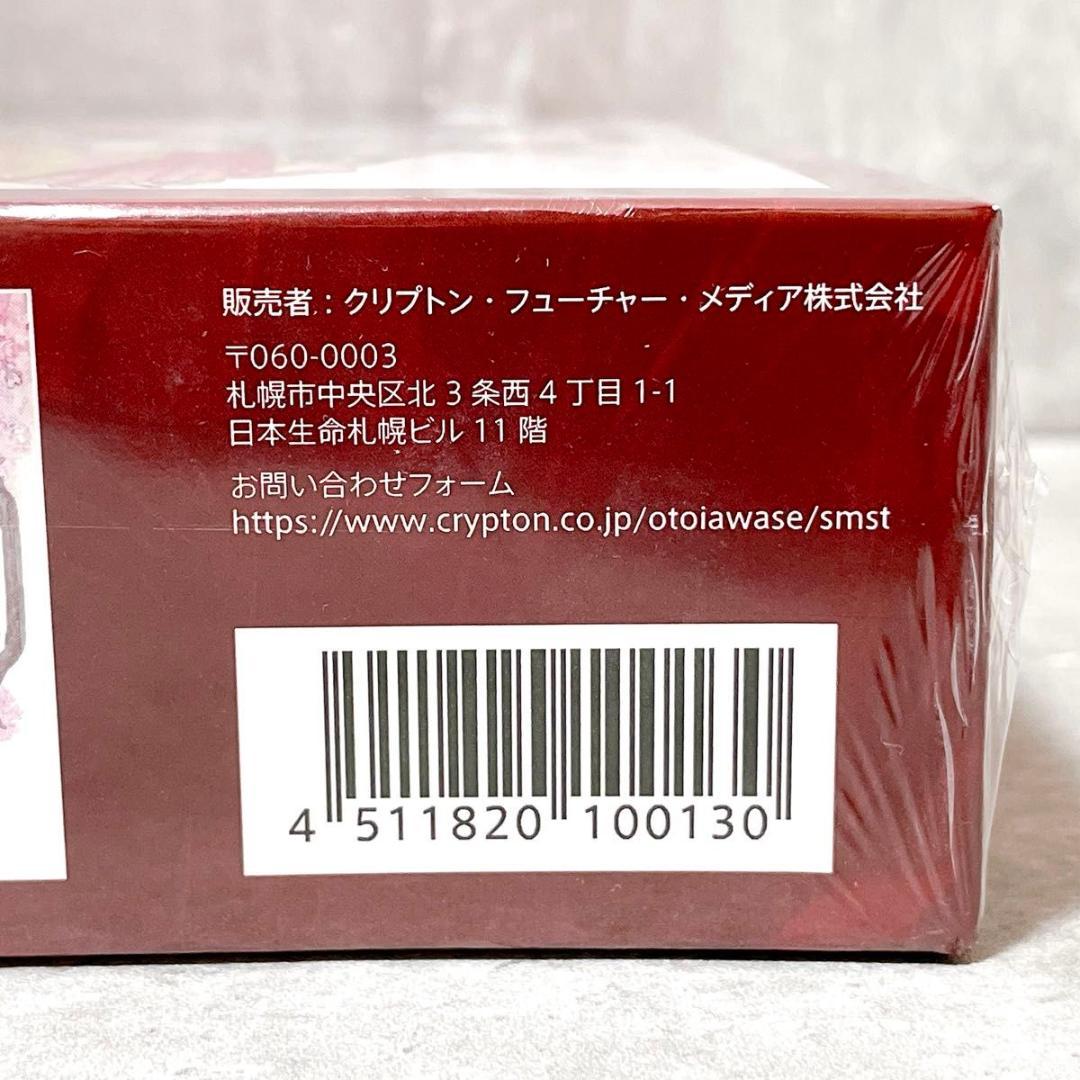 販売者：クリプトン・フューチャー・メディア株式会社
〒060-0003
札幌市中央区北3条西4丁目1-1
日本生命札幌ビル11階
お問い合わせフォーム
https://www.crypton.co.jp/otoiawase/smst
4 511820 100130